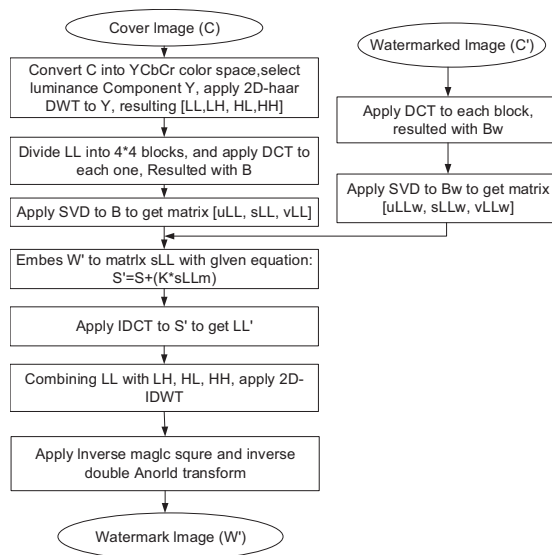 Cover Image (C)
Convert C into YCbCr color space,select
luminance Component Y, apply 2D-haar
DWT to Y, resulting [LL,LH, HL,HH]
Divide LL into 4*4 blocks, and apply DCT to
each one, Resulted with B
Apply SVD to B to get matrix [uLL, sLL, vLL]
Watermarked Image (C')
Apply DCT to each block,
resulted with Bw
Apply SVD to Bw to get matrix
[uLLw, sLLw, vLLw]
Embes W' to matrlx sLL with glven equation:
S'=S+(K*sLLm)
Apply IDCT to S' to get LL'
Combining LL with LH, HL, HH, apply 2D-
IDWT
Apply lnverse maglc squre and inverse
double Anorld transform
Watermark Image (W')